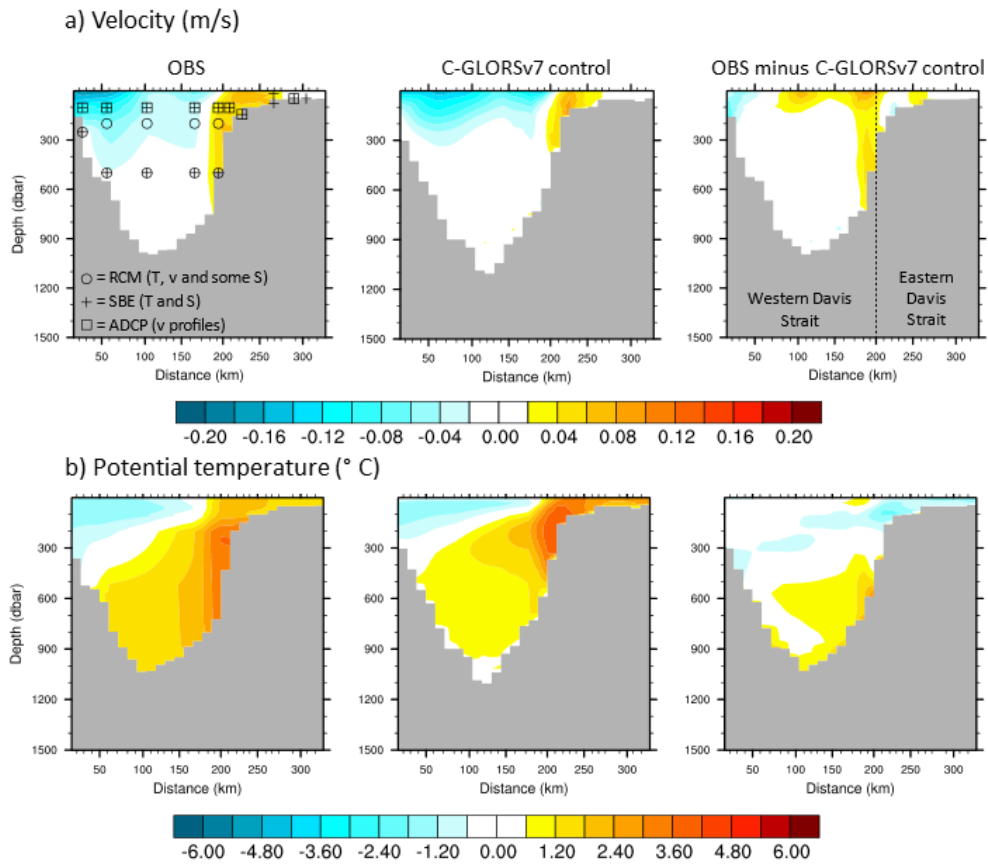 a) Velocity (m/s)
OBS
C-GLORSv7 control
OBS minus C-GLORSv7 control
300
600
900
1200
1500
Depth (dbar)
○ = RCM (T, v and some S)
+ = SBE (T and S)
□ = ADCP (v profiles)
50 100 150 200 250 300
Distance (km)
300
600
900
1200
1500
50 100 150 200 250 300
Distance (km)
300
600
900
1200
1500
Western Davis
Strait
Eastern
Davis
Strait
50 100 150 200 250 300
Distance (km)
-0.20 -0.16 -0.12 -0.08 -0.04 0.00 0.04 0.08 0.12 0.16 0.20
b) Potential temperature (° C)
300
600
900
1200
1500
Depth (dbar)
50 100 150 200 250 300
Distance (km)
300
600
900
1200
1500
50 100 150 200 250 300
Distance (km)
300
600
900
1200
1500
50 100 150 200 250 300
Distance (km)
-6.00 -4.80 -3.60 -2.40 -1.20 0.00 1.20 2.40 3.60 4.80 6.00